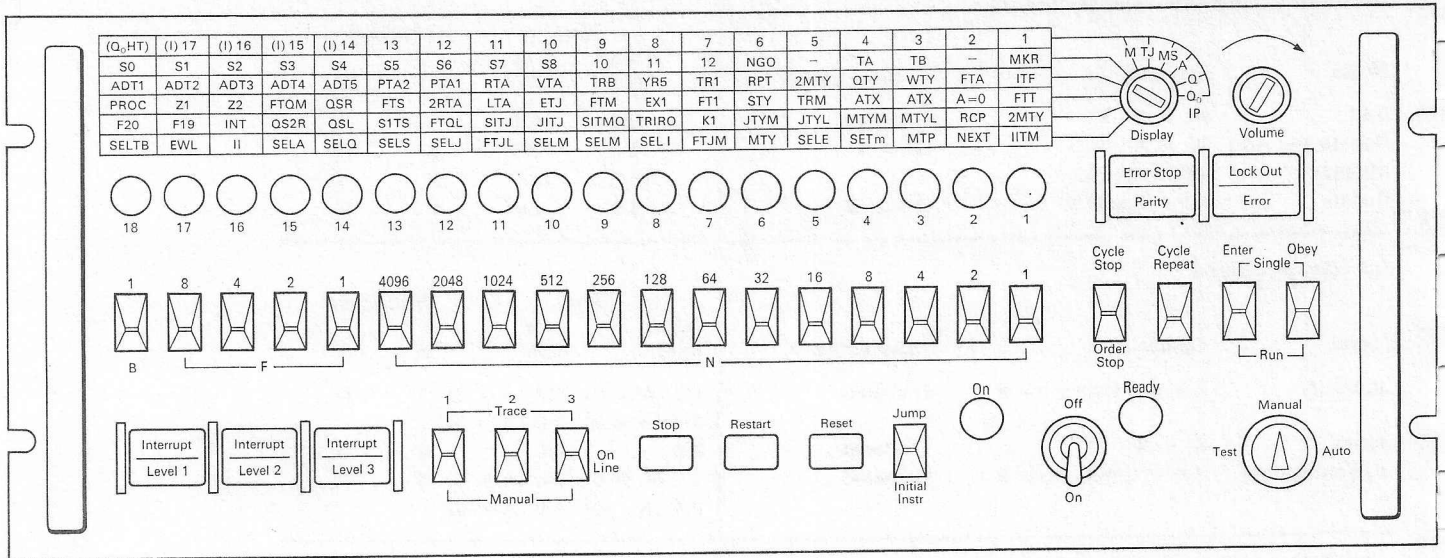 (Q₀HT) (I) 17 (I) 16 (I) 15 (I) 14 13 12 11 10 9 8 7 6 5 4 3 2 1
S0 S1 S2 S3 S4 S5 S6 S7 S8 10 11 12 NGO – TA TB – MKR
ADT1 ADT2 ADT3 ADT4 ADT5 PTA2 PTA1 RTA VTA TRB YR5 TR1 RPT 2MTY QTY WTY FTA ITF
PROC Z1 Z2 FTQM QSR FTS 2RTA LTA ETJ FTM EX1 FT1 STY TRM ATX ATX A=0 FTT
F20 F19 INT QS2R QSL S1TS FTQL SITJ JITJ SITMQ TRIRO K1 JTYM JTYL MTYM MTYL RCP 2MTY
SELTB EWL II SELA SELQ SELS SELJ FTJL SELM SELM SEL I FTJM MTY SELE SETm MTP NEXT IITM
M TJ MS A Q Q₀ IP
Display Volume
Error Stop Lock Out
Parity Error
18 17 16 15 14 13 12 11 10 9 8 7 6 5 4 3 2 1
Cycle Stop Cycle Repeat Enter Obey
Single
1 8 4 2 1 4096 2048 1024 512 256 128 64 32 16 8 4 2 1
Order Stop Run
B F N
1 2 3
Trace
On Line
Manual
Stop Restart Reset Jump
Initial Instr
On Off Ready
On
Manual
Test Auto
Interrupt Interrupt Interrupt
Level 1 Level 2 Level 3